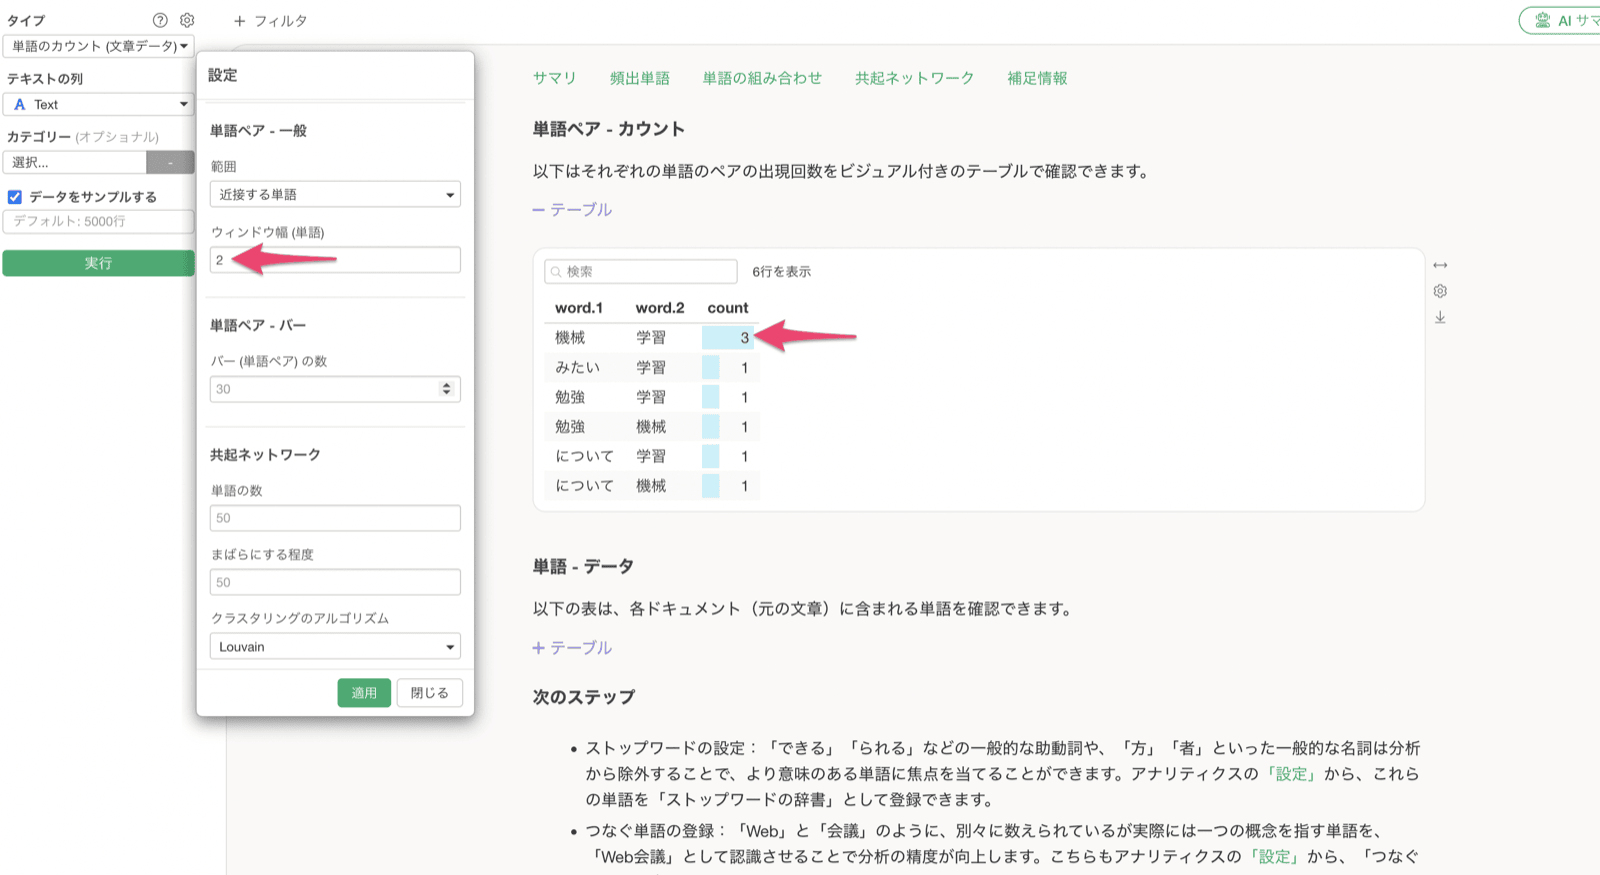 タイプ
単語のカウント (文章データ)
テキストの列
A Text
カテゴリー (オプショナル)
選択...
-
データをサンプルする
デフォルト: 5000行
実行
+ フィルタ
AI サマ
設定
単語ペア - 一般
範囲
近接する単語
ウィンドウ幅 (単語)
2
単語ペア - バー
バー (単語ペア) の数
30
共起ネットワーク
単語の数
50
まばらにする程度
50
クラスタリングのアルゴリズム
Louvain
適用 閉じる
サマリ 頻出単語 単語の組み合わせ 共起ネットワーク 補足情報
単語ペア - カウント
以下はそれぞれの単語のペアの出現回数をビジュアル付きのテーブルで確認できます。
− テーブル
検索 6行を表示
word.1 word.2 count
機械 学習 3
みたい 学習 1
勉強 学習 1
勉強 機械 1
について 学習 1
について 機械 1
単語 - データ
以下の表は、各ドキュメント（元の文章）に含まれる単語を確認できます。
+ テーブル
次のステップ
• ストップワードの設定：「できる」「られる」などの一般的な助動詞や、「方」「者」といった一般的な名詞は分析
から除外することで、より意味のある単語に焦点を当てることができます。アナリティクスの「設定」から、これら
の単語を「ストップワードの辞書」として登録できます。
• つなぐ単語の登録：「Web」と「会議」のように、別々に数えられているが実際には一つの概念を指す単語を、
「Web会議」として認識させることで分析の精度が向上します。こちらもアナリティクスの「設定」から、「つなぐ